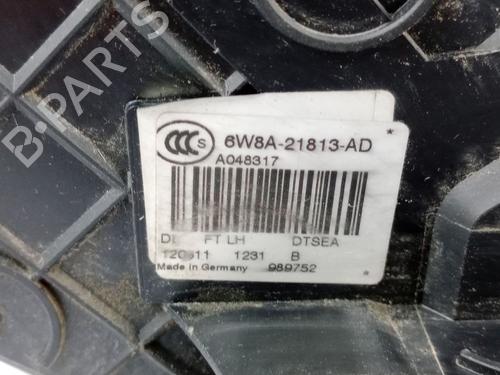 B-PARTS
CCC S 6W8A-21813-AD *
A048317
FT LH DTSEA
1231 B
Made in Germany 989752 *